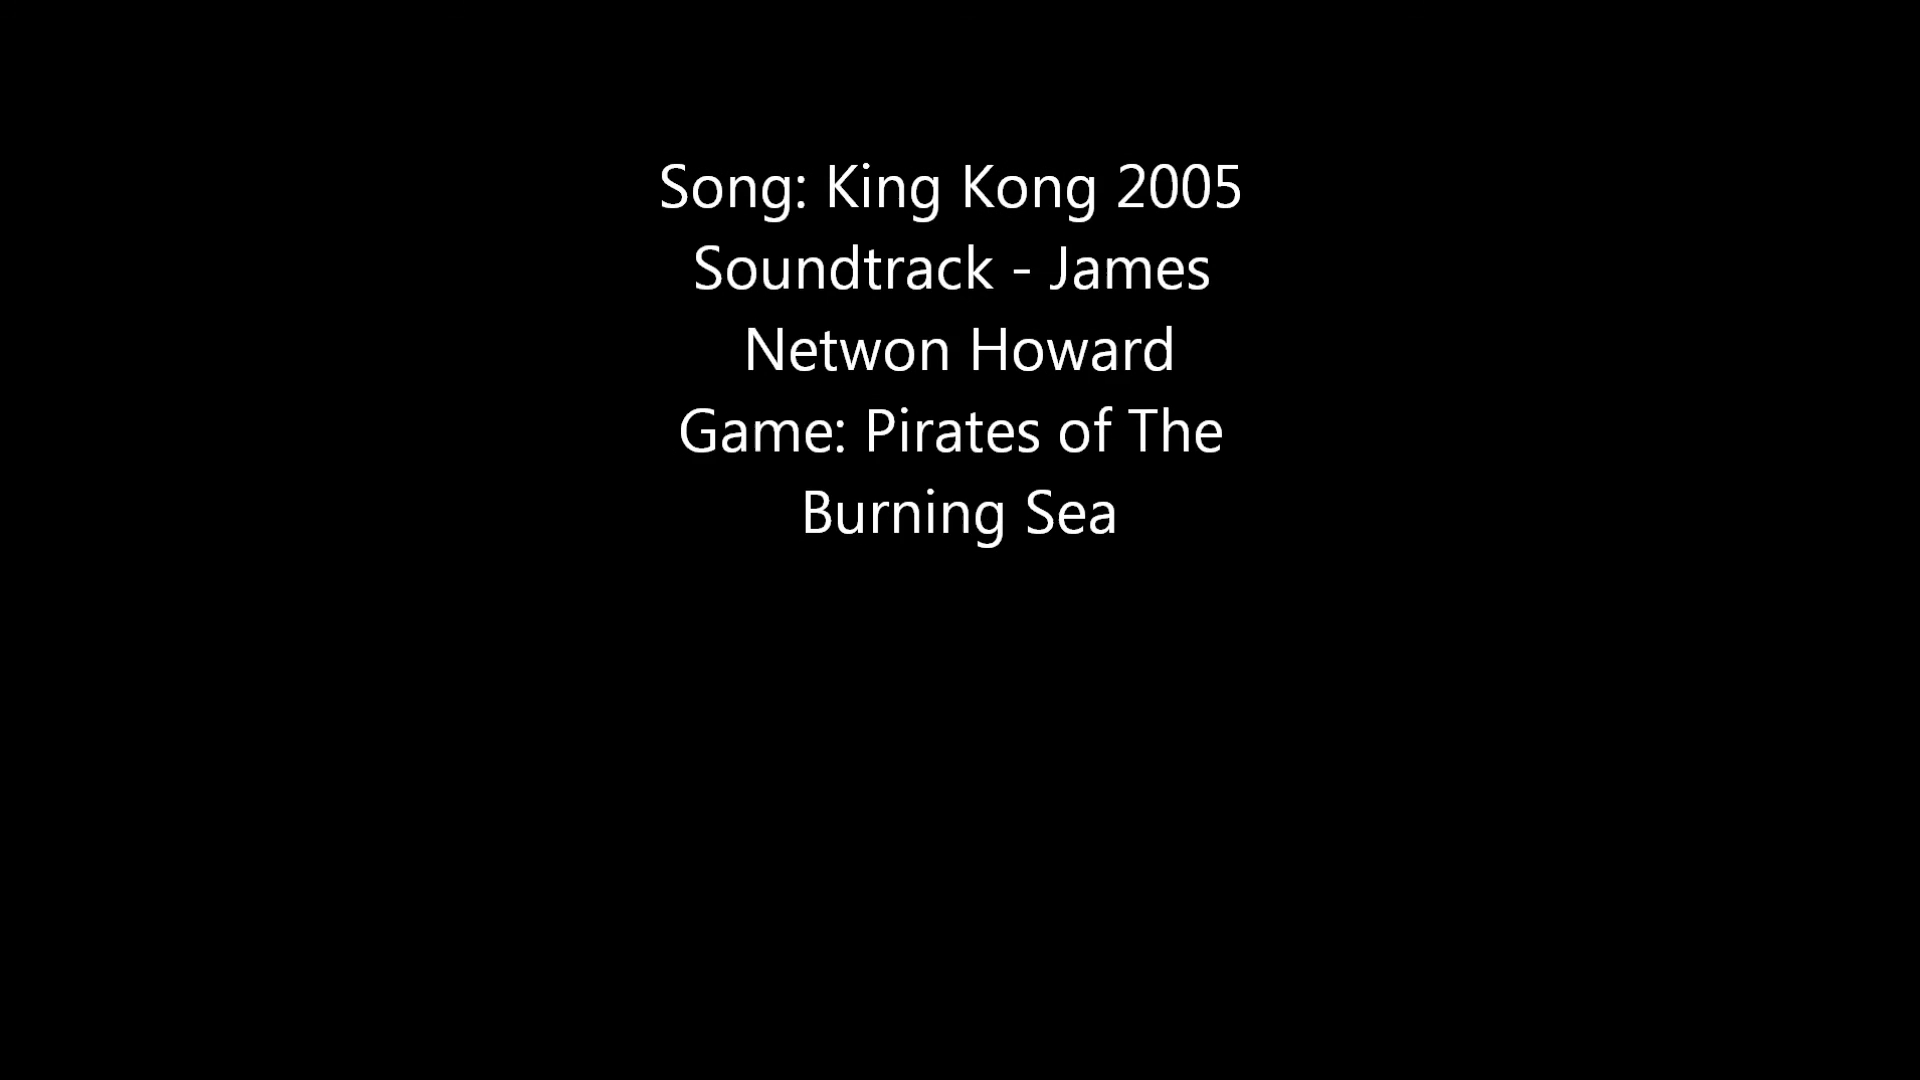 Song: King Kong 2005
Soundtrack - James
Netwon Howard
Game: Pirates of The
Burning Sea